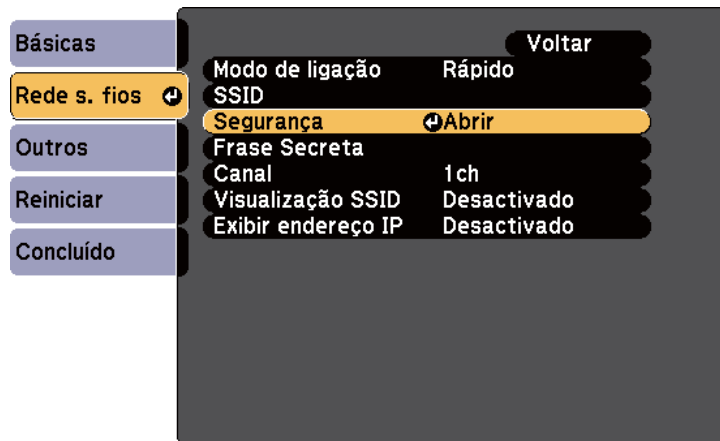 Básicas
Rede s. fios
Outros
Reiniciar
Concluído
Voltar
Modo de ligação Rápido
SSID
Segurança Abrir
Frase Secreta
Canal 1ch
Visualização SSID Desactivado
Exibir endereço IP Desactivado